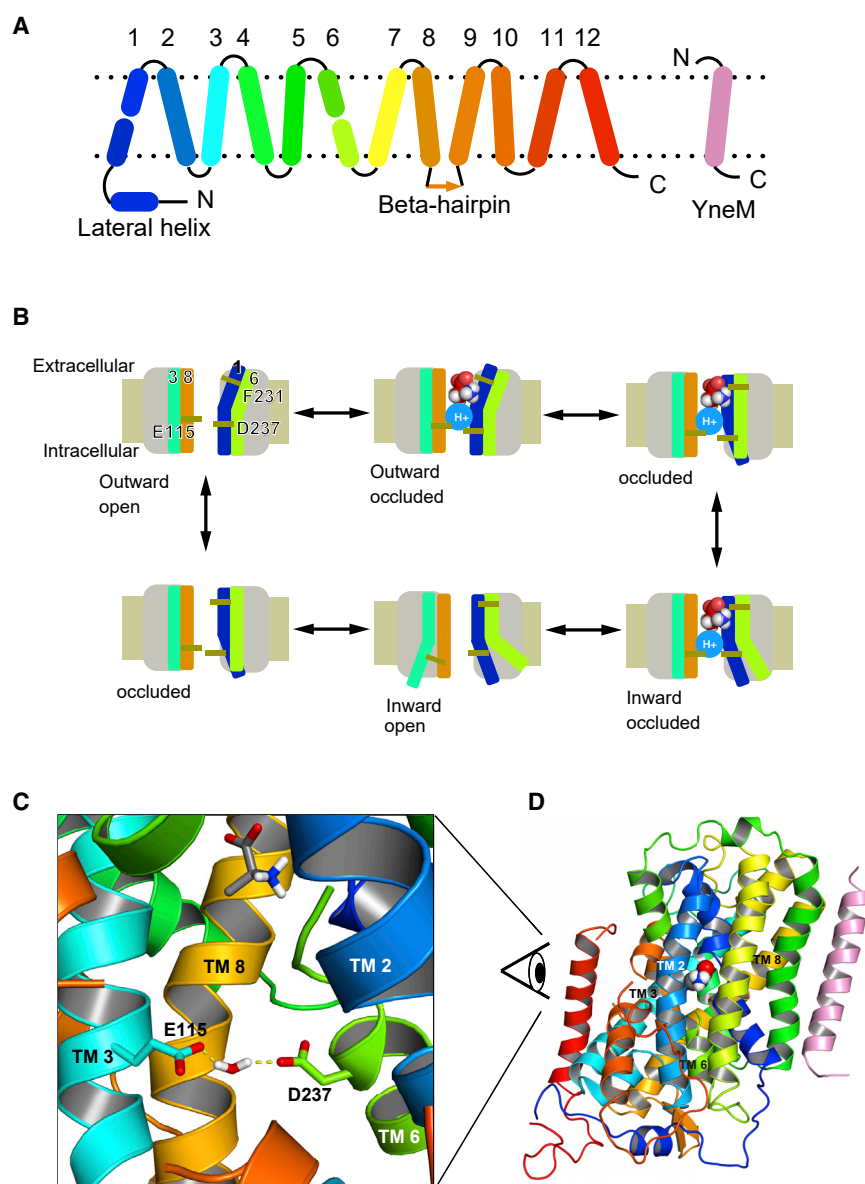 A
1 2 3 4 5 6 7 8 9 10 11 12
N
N
C
C
Beta-hairpin
YneM
Lateral helix
B
Extracellular
3 8
1
6
F231
E115
D237
Intracellular
Outward
open
H+
Outward
occluded
H+
occluded
occluded
Inward
open
H+
Inward
occluded
C
TM 8
TM 2
E115
TM 3
D237
TM 6
D
TM 2
TM 8
TM 3
TM 6